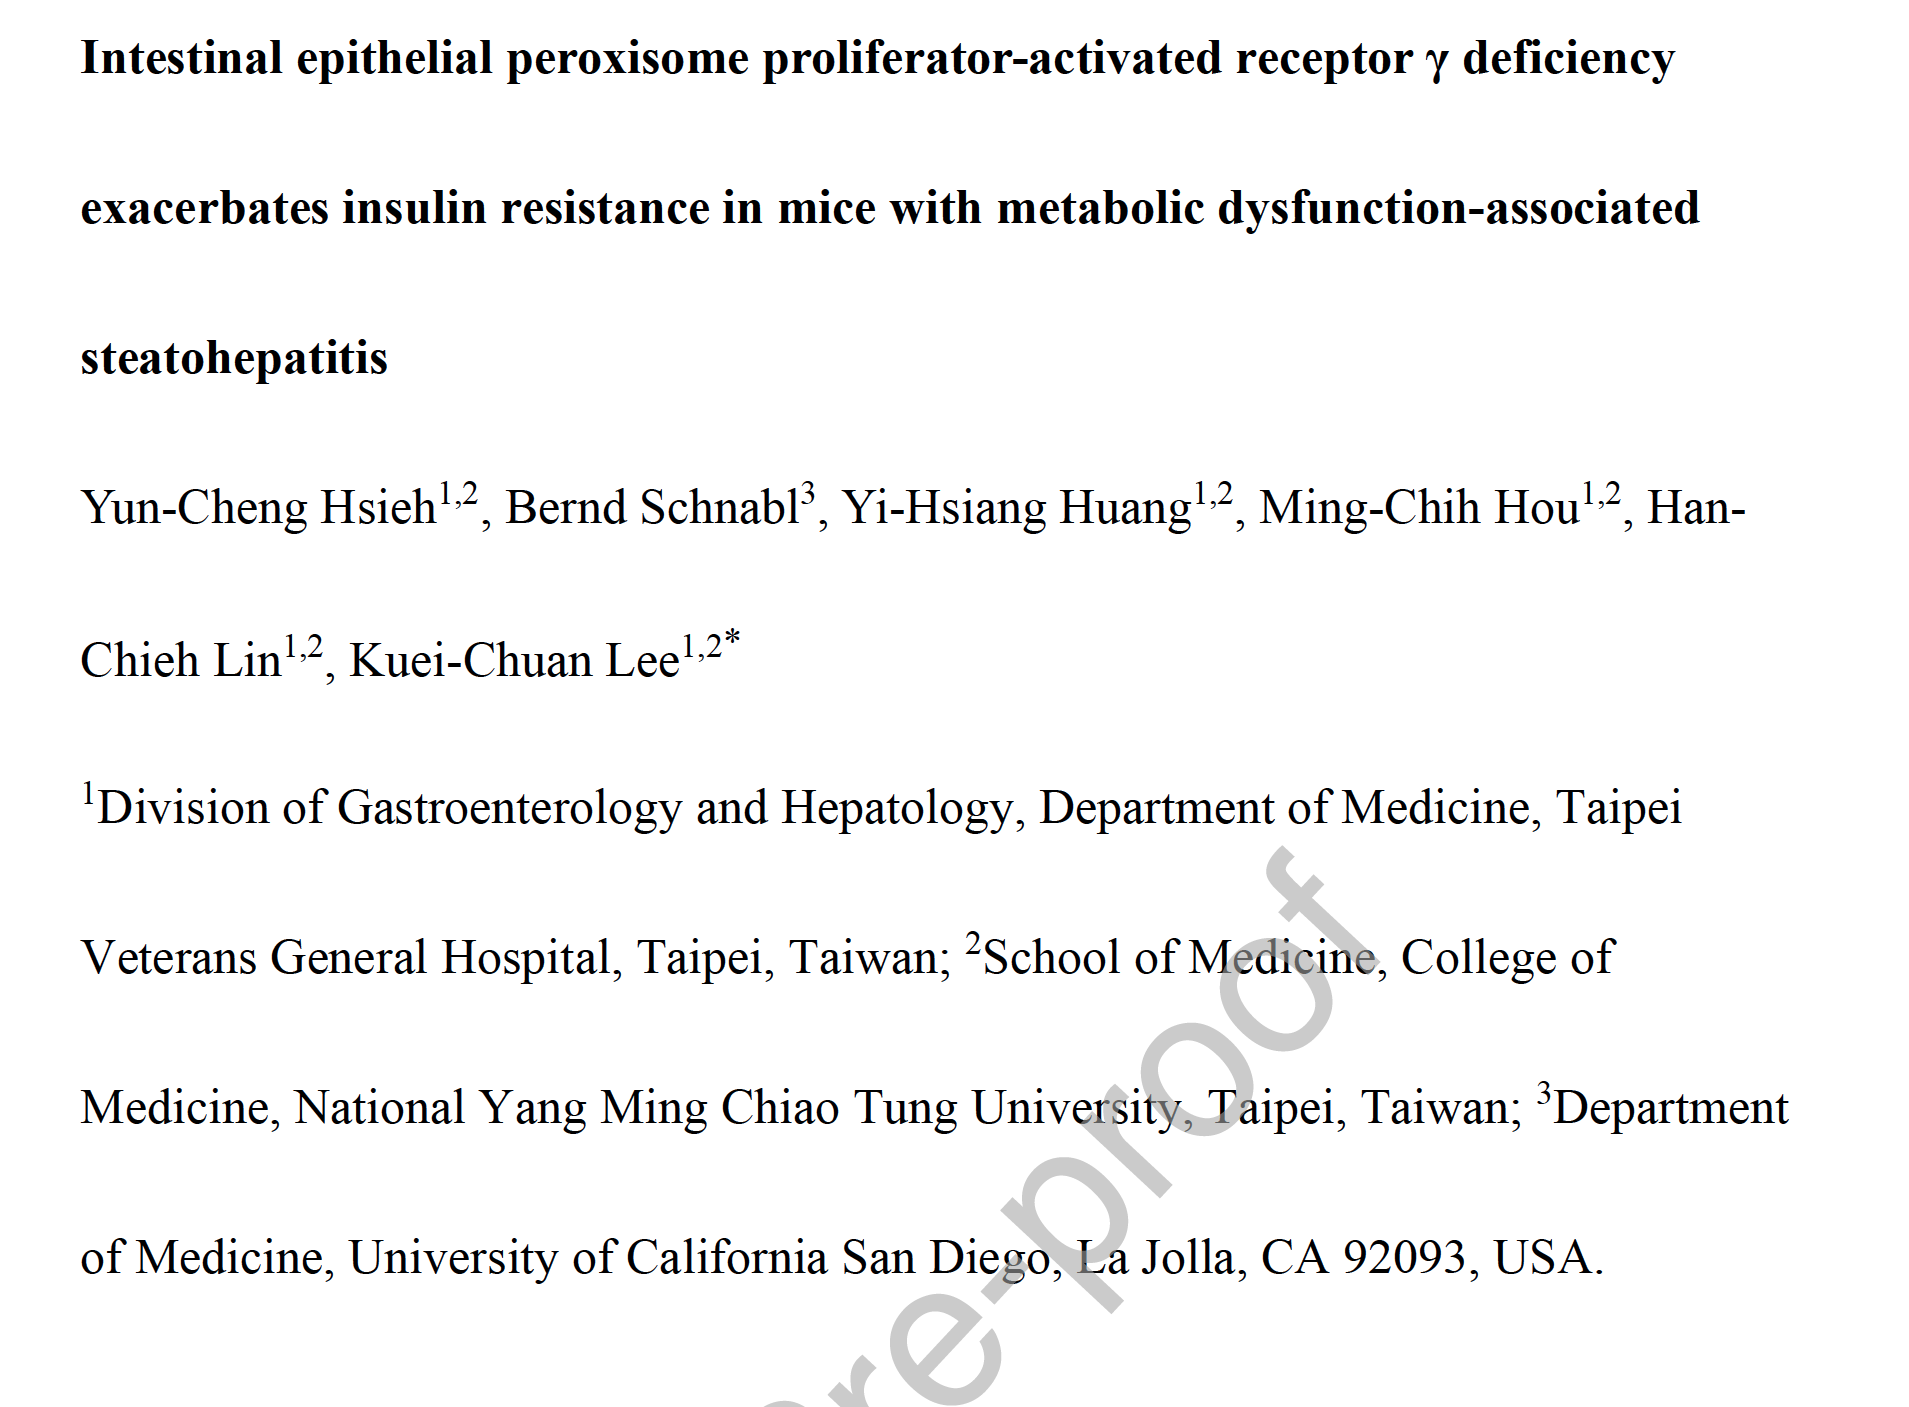 Intestinal epithelial peroxisome proliferator-activated receptor γ deficiency
exacerbates insulin resistance in mice with metabolic dysfunction-associated
steatohepatitis
Yun-Cheng Hsieh1,2, Bernd Schnabl3, Yi-Hsiang Huang1,2, Ming-Chih Hou1,2, Han-
Chieh Lin1,2, Kuei-Chuan Lee1,2*
1Division of Gastroenterology and Hepatology, Department of Medicine, Taipei
Veterans General Hospital, Taipei, Taiwan; 2School of Medicine, College of
Medicine, National Yang Ming Chiao Tung University, Taipei, Taiwan; 3Department
of Medicine, University of California San Diego, La Jolla, CA 92093, USA.
Pre-proof